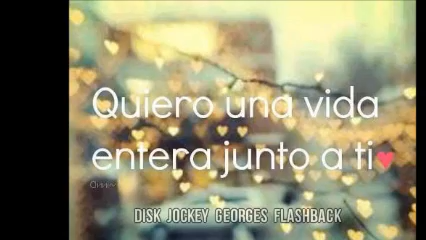 Quiero una vida
entera junto a ti
DISK JOCKEY GEORGES FLASHBACK